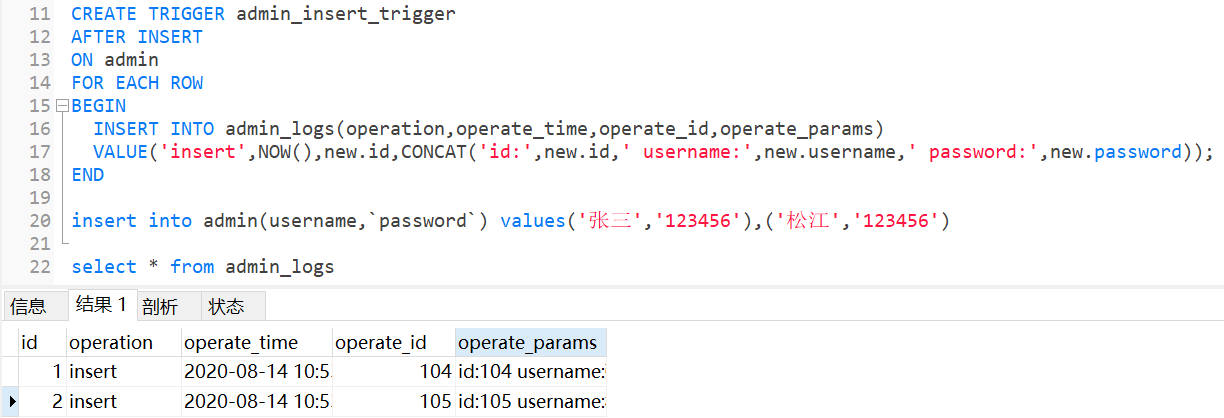 11 CREATE TRIGGER admin_insert_trigger
12 AFTER INSERT
13 ON admin
14 FOR EACH ROW
15 BEGIN
16 INSERT INTO admin_logs(operation,operate_time,operate_id,operate_params)
17 VALUE('insert',NOW(),new.id,CONCAT('id:',new.id,' username:',new.username,' password:',new.password));
18 END
19
20 insert into admin(username,`password`) values('张三','123456'),('松江','123456')
21
22 select * from admin_logs
信息 结果 1 剖析 状态
id operation operate_time operate_id operate_params
1 insert 2020-08-14 10:5 104 id:104 username:
2 insert 2020-08-14 10:5 105 id:105 username: